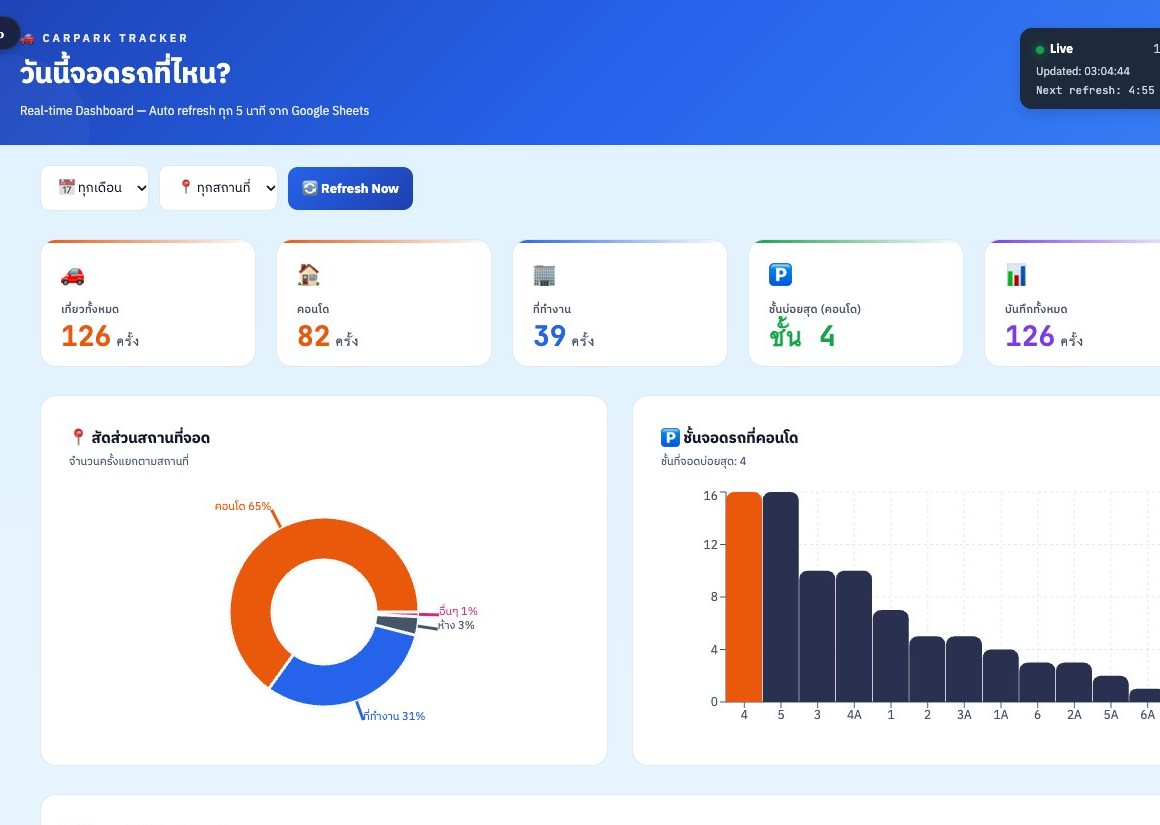 CARPARK TRACKER
วันนี้จอดรถที่ไหน?
Real-time Dashboard — Auto refresh ทุก 5 นาที จาก Google Sheets
Live
1
Updated: 03:04:44
Next refresh: 4:55
ทุกเดือน
ทุกสถานที่
Refresh Now
เที่ยวทั้งหมด
126 ครั้ง
คอนโด
82 ครั้ง
ที่ทำงาน
39 ครั้ง
P
ชั้นบ่อยสุด (คอนโด)
ชั้น 4
บันทึกทั้งหมด
126 ครั้ง
สัดส่วนสถานที่จอด
จำนวนครั้งแยกตามสถานที่
คอนโด 65%
อื่นๆ 1%
ห้าง 3%
ที่ทำงาน 31%
P ชั้นจอดรถที่คอนโด
ชั้นที่จอดบ่อยสุด: 4
16
12
8
4
0
4 5 3 4A 1 2 3A 1A 6 2A 5A 6A